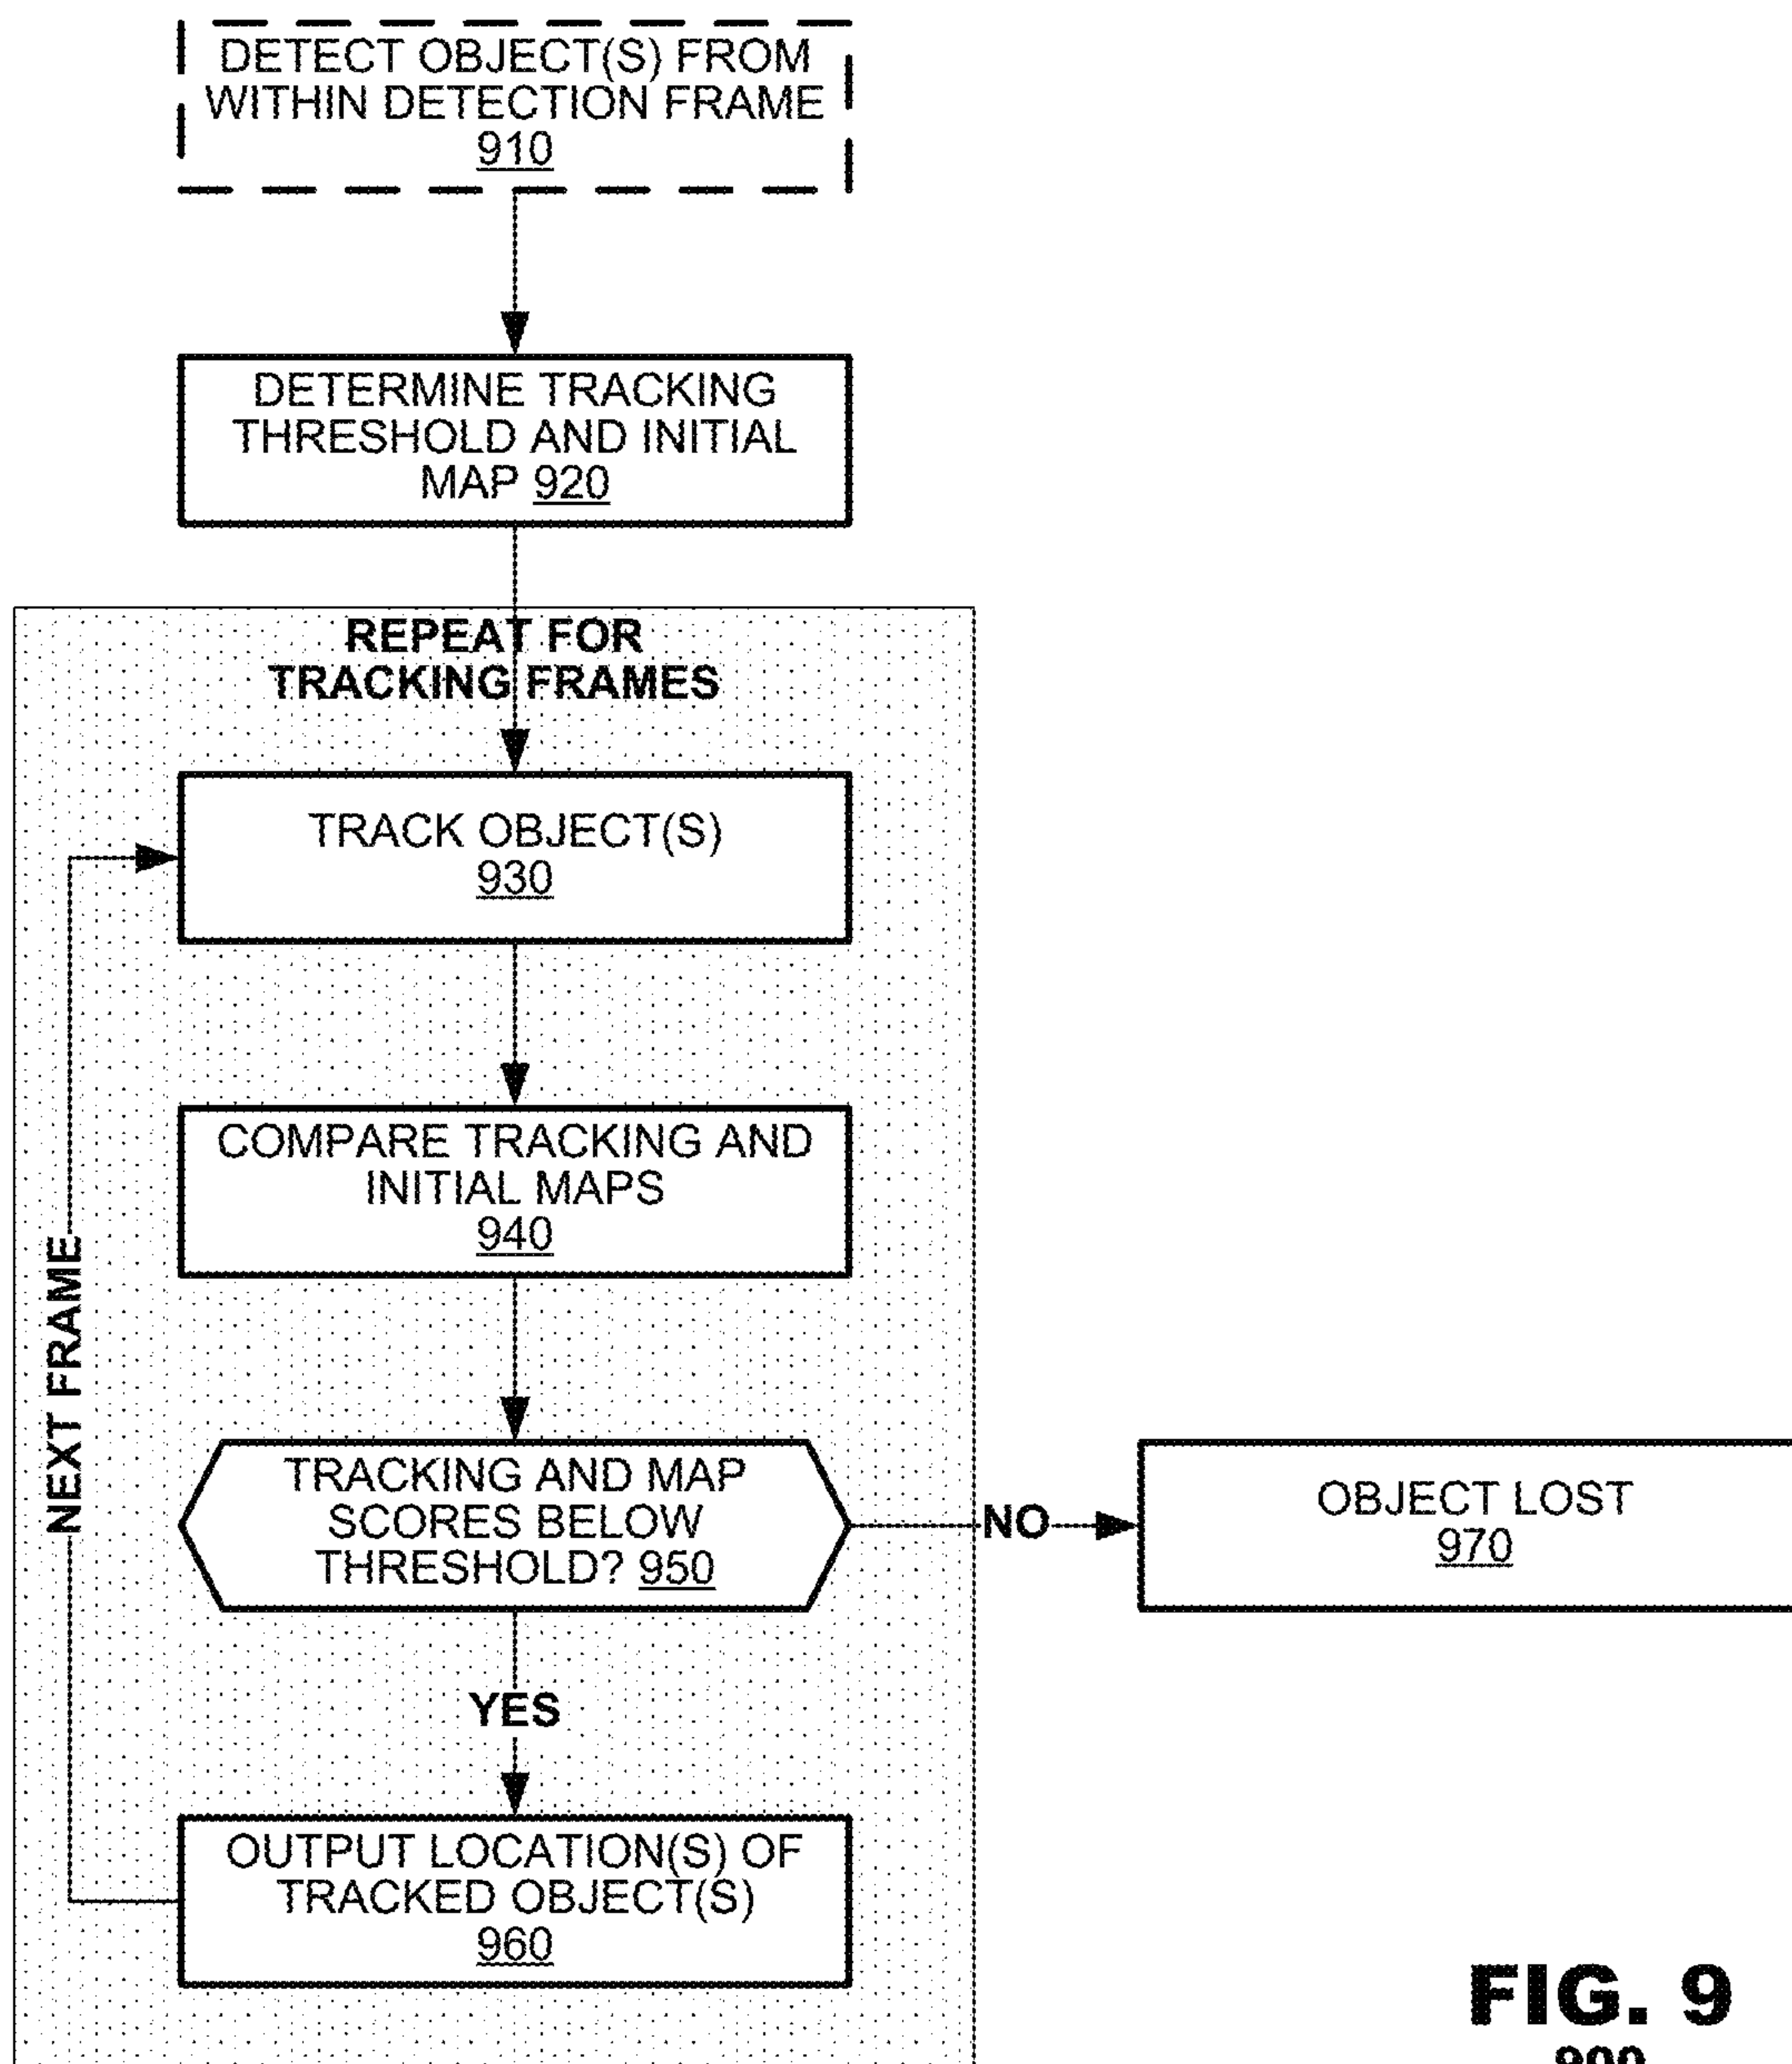 DETECT OBJECT(S) FROM
WITHIN DETECTION FRAME
910
DETERMINE TRACKING
THRESHOLD AND INITIAL
MAP 920
REPEAT FOR
TRACKING FRAMES
TRACK OBJECT(S)
930
COMPARE TRACKING AND
INITIAL MAPS
940
NEXT FRAME
TRACKING AND MAP
SCORES BELOW
THRESHOLD? 950
NO
OBJECT LOST
970
YES
OUTPUT LOCATION(S) OF
TRACKED OBJECT(S)
960
FIG. 9